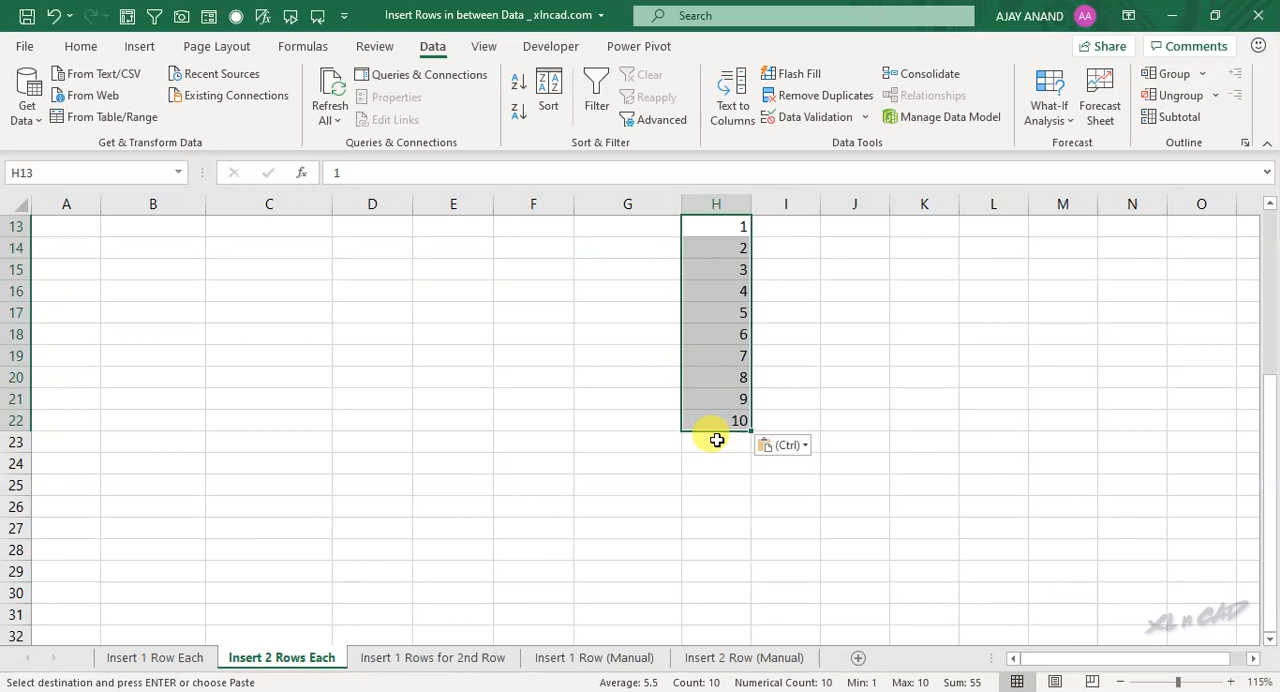 Insert Rows in between Data _ xlncad.com
Search
AJAY ANAND
AA
File
Home
Insert
Page Layout
Formulas
Review
Data
View
Developer
Power Pivot
Share
Comments
Get Data
From Text/CSV
From Web
From Table/Range
Recent Sources
Existing Connections
Get & Transform Data
Refresh All
Queries & Connections
Properties
Edit Links
Queries & Connections
Sort
Filter
Clear
Reapply
Advanced
Sort & Filter
Text to Columns
Flash Fill
Remove Duplicates
Data Validation
Consolidate
Relationships
Manage Data Model
Data Tools
What-If Analysis
Forecast Sheet
Forecast
Group
Ungroup
Subtotal
Outline
H13
fx
1
A B C D E F G H I J K L M N O
13 1
14 2
15 3
16 4
17 5
18 6
19 7
20 8
21 9
22 10
23
(Ctrl)
24
25
26
27
28
29
30
31
32
XL n CAD
Insert 1 Row Each
Insert 2 Rows Each
Insert 1 Rows for 2nd Row
Insert 1 Row (Manual)
Insert 2 Row (Manual)
Select destination and press ENTER or choose Paste
Average: 5.5
Count: 10
Numerical Count: 10
Min: 1
Max: 10
Sum: 55
115%